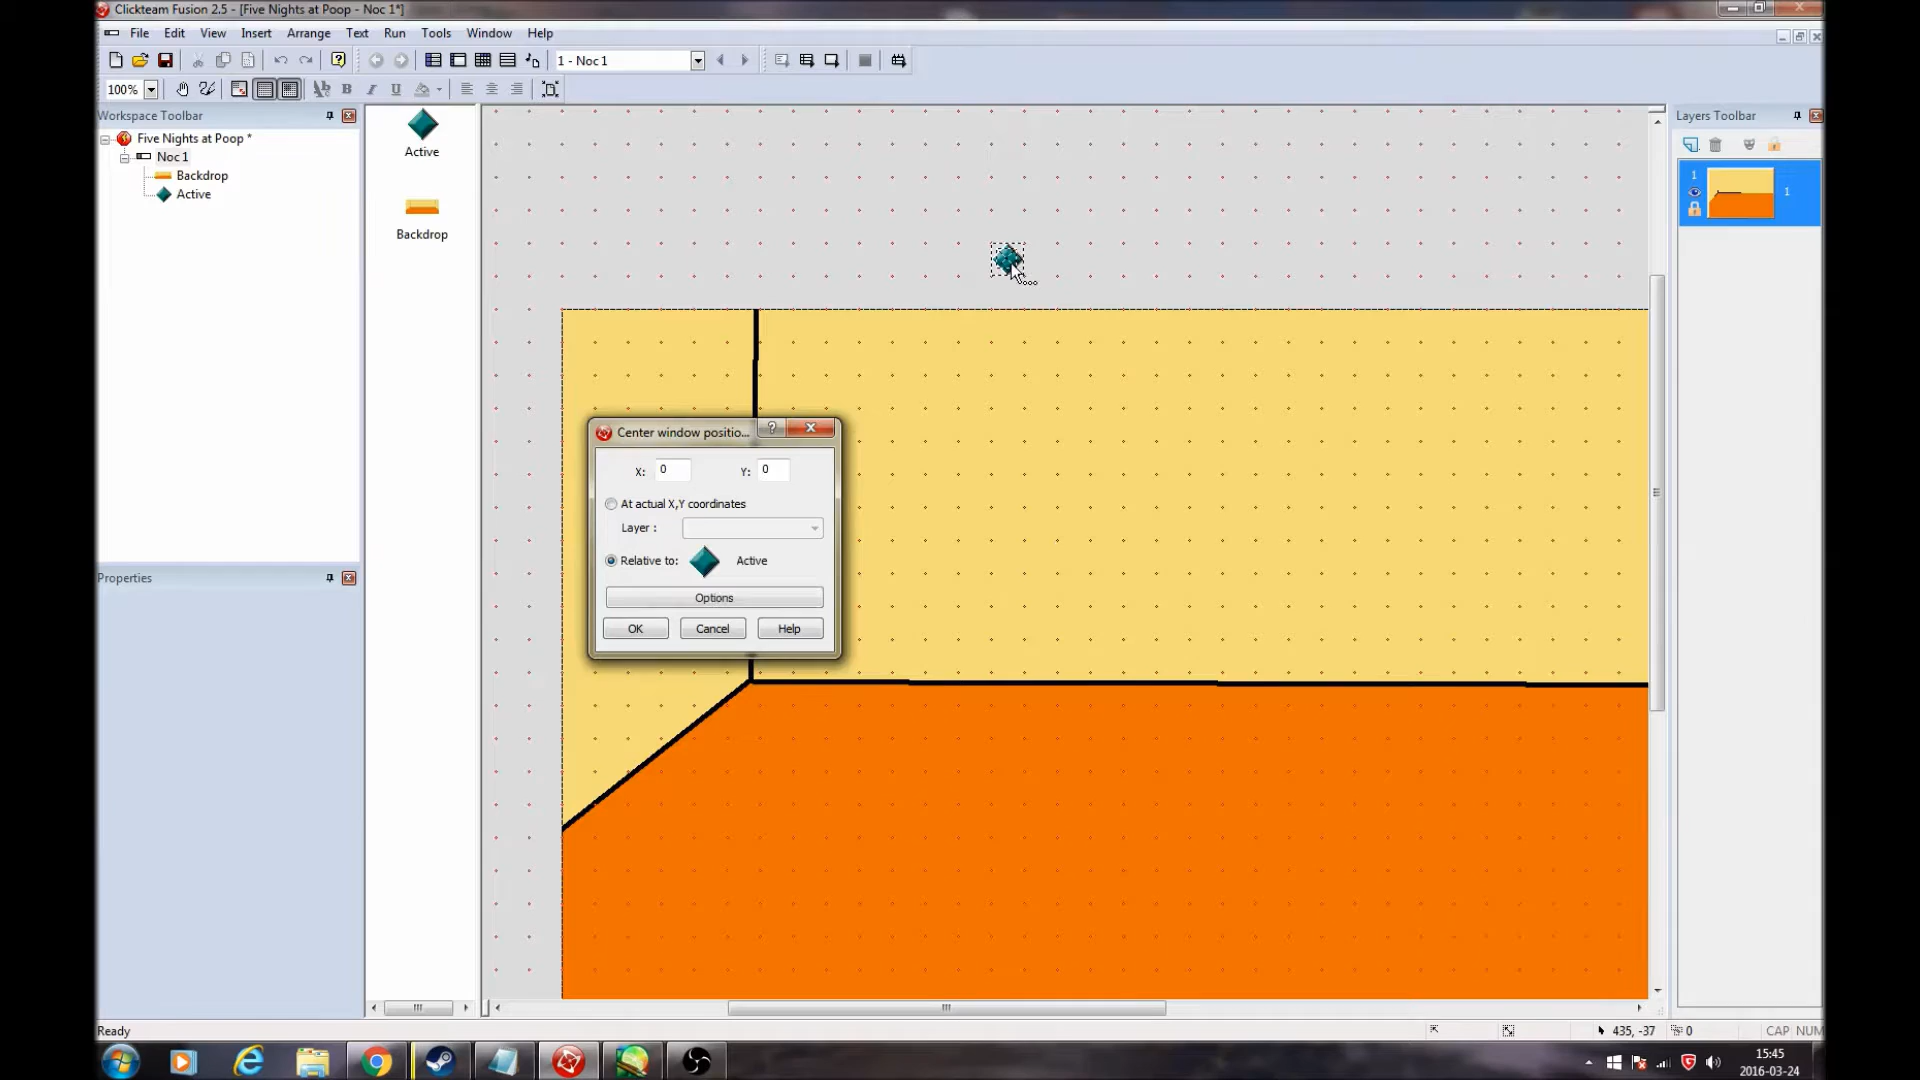 Clickteam Fusion 2.5 - [Five Nights at Poop - Noc 1*]
File Edit View Insert Arrange Text Run Tools Window Help
1 - Noc 1
100%
Workspace Toolbar
Five Nights at Poop *
Noc 1
Backdrop
Active
Properties
Active
Backdrop
Center window positio...
X: 0 Y: 0
At actual X,Y coordinates
Layer :
Relative to: Active
Options
OK Cancel Help
Layers Toolbar
1 1
Ready
435, -37 0 CAP NUM
15:45
2016-03-24